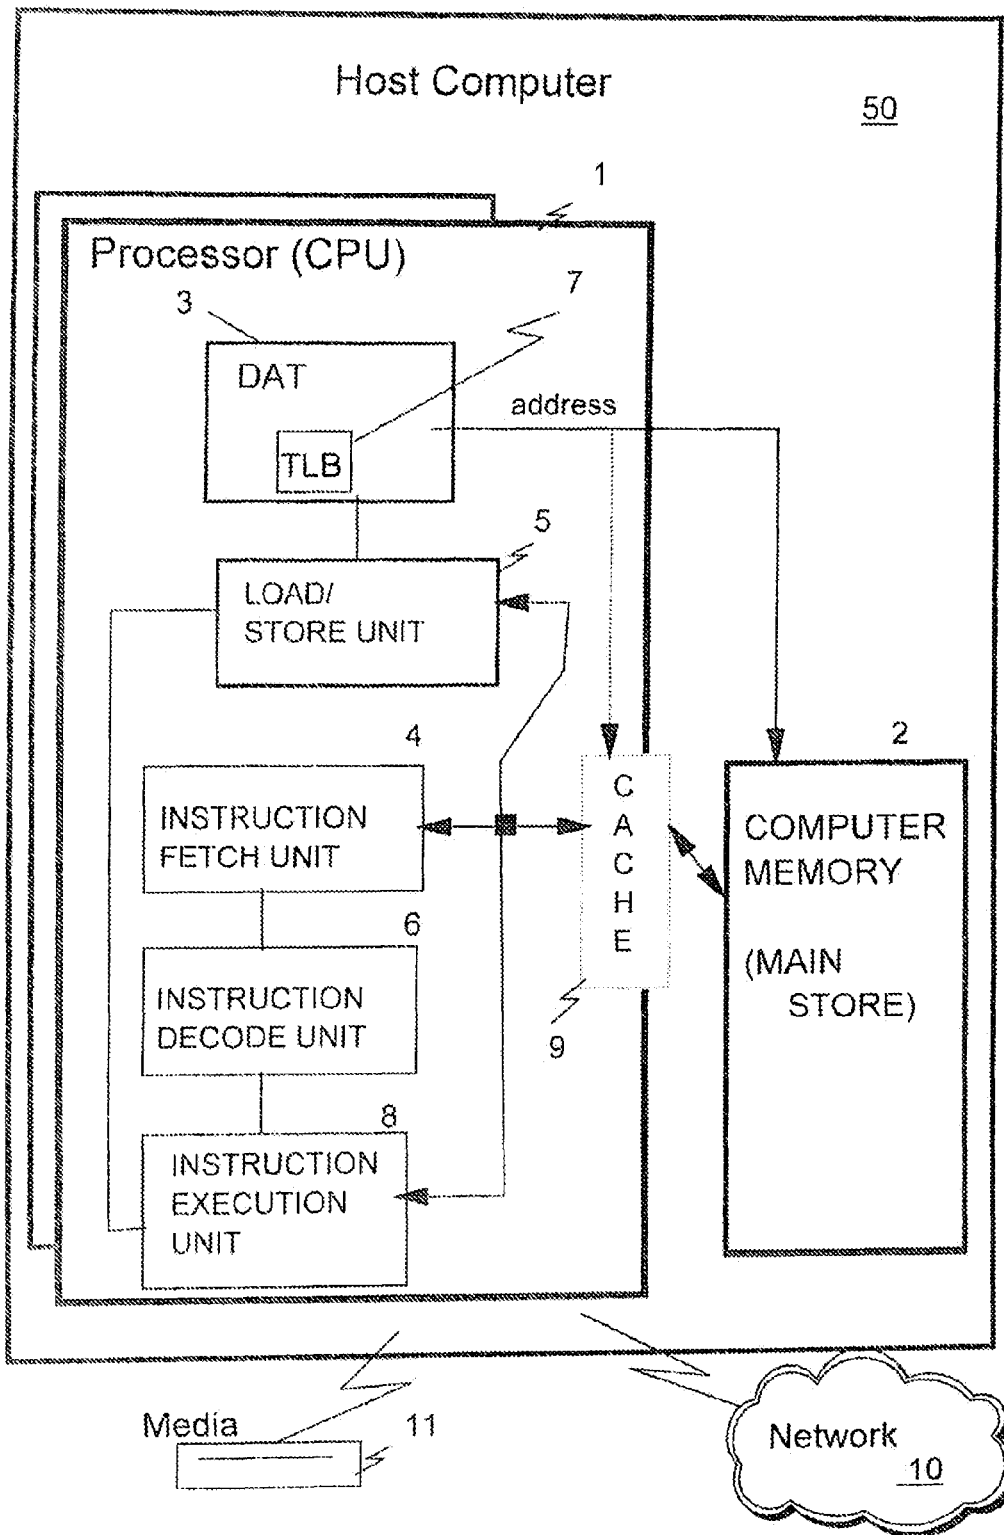 Host Computer
50
1
Processor (CPU)
7
3
DAT
address
TLB
5
LOAD/
STORE UNIT
4
2
C
A
C
H
E
INSTRUCTION
FETCH UNIT
COMPUTER
MEMORY
(MAIN
STORE)
6
INSTRUCTION
DECODE UNIT
9
8
INSTRUCTION
EXECUTION
UNIT
Media
11
Network
10